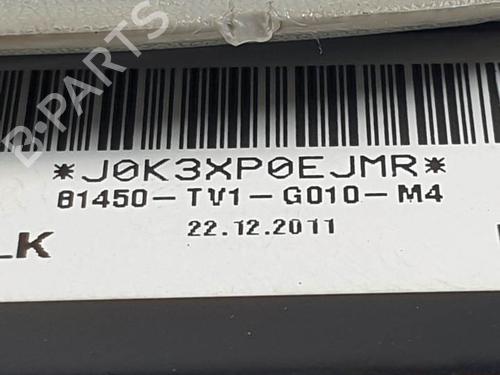 B-PARTS
*J0K3XP0EJMR*
81450-TV1-G010-M4
22.12.2011
LK